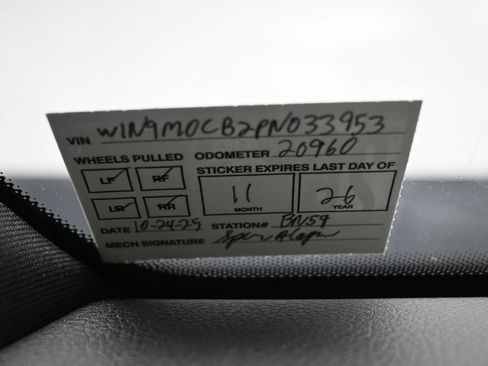 VIN W1N9M0CB2PN033953
WHEELS PULLED ODOMETER 20960
LF RF STICKER EXPIRES LAST DAY OF
LR RR 11 MONTH 26 YEAR
DATE 10-24-25 STATION# BN59
MECH SIGNATURE